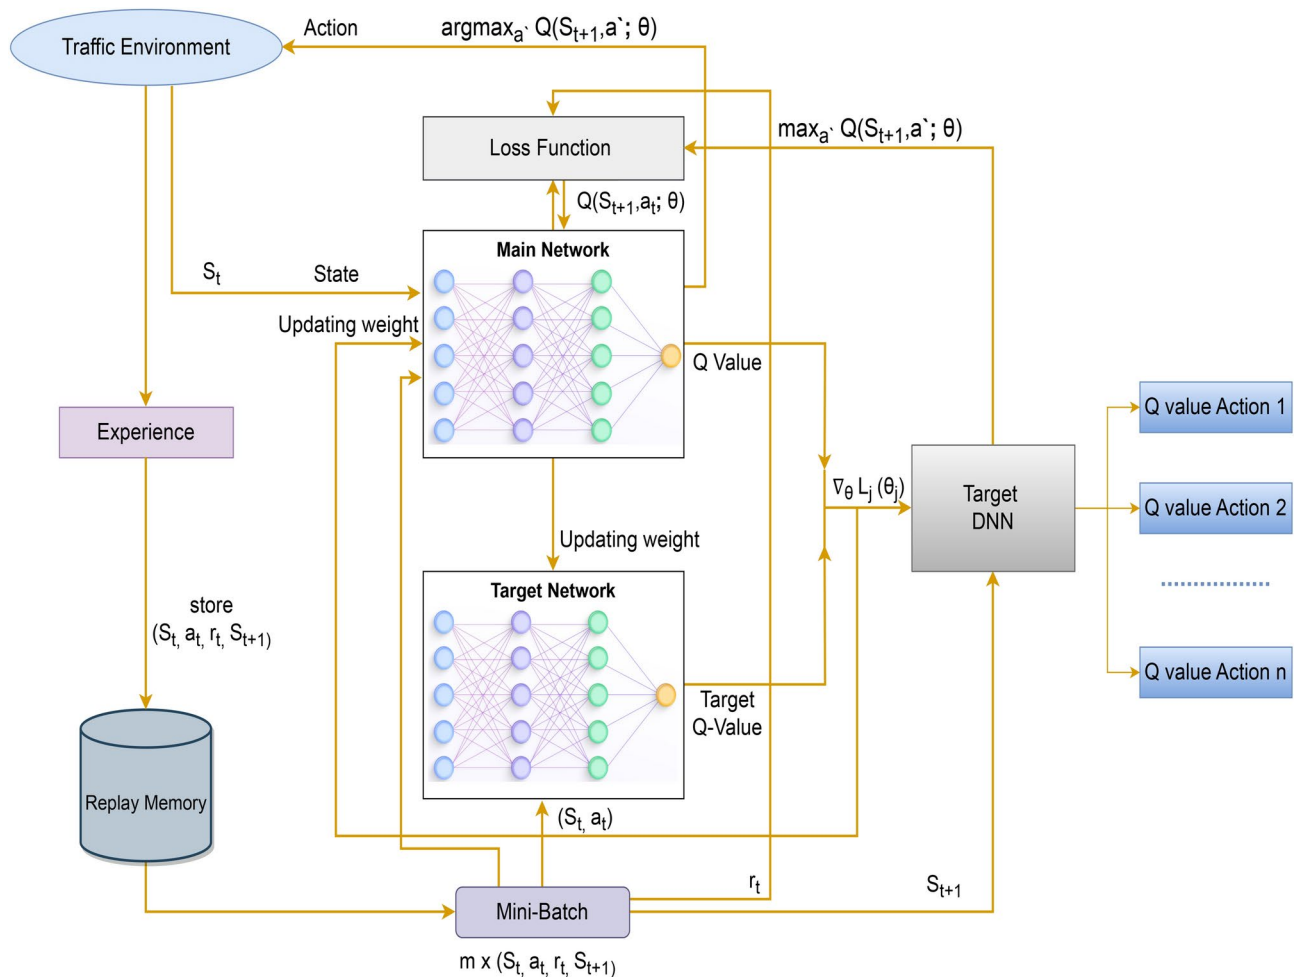 Traffic Environment
Action
argmaxₐ` Q(Sₜ₊₁,a`; θ)
maxₐ` Q(Sₜ₊₁,a`; θ)
Loss Function
Q(Sₜ₊₁,aₜ; θ)
Main Network
Sₜ
State
Updating weight
Q Value
Experience
Q value Action 1
∇θ Lⱼ (θⱼ)
Target
DNN
Q value Action 2
Updating weight
Target Network
store
(Sₜ, aₜ, rₜ, Sₜ₊₁)
Q value Action n
Target
Q-Value
Replay Memory
(Sₜ, aₜ)
rₜ
Sₜ₊₁
Mini-Batch
m x (Sₜ, aₜ, rₜ, Sₜ₊₁)